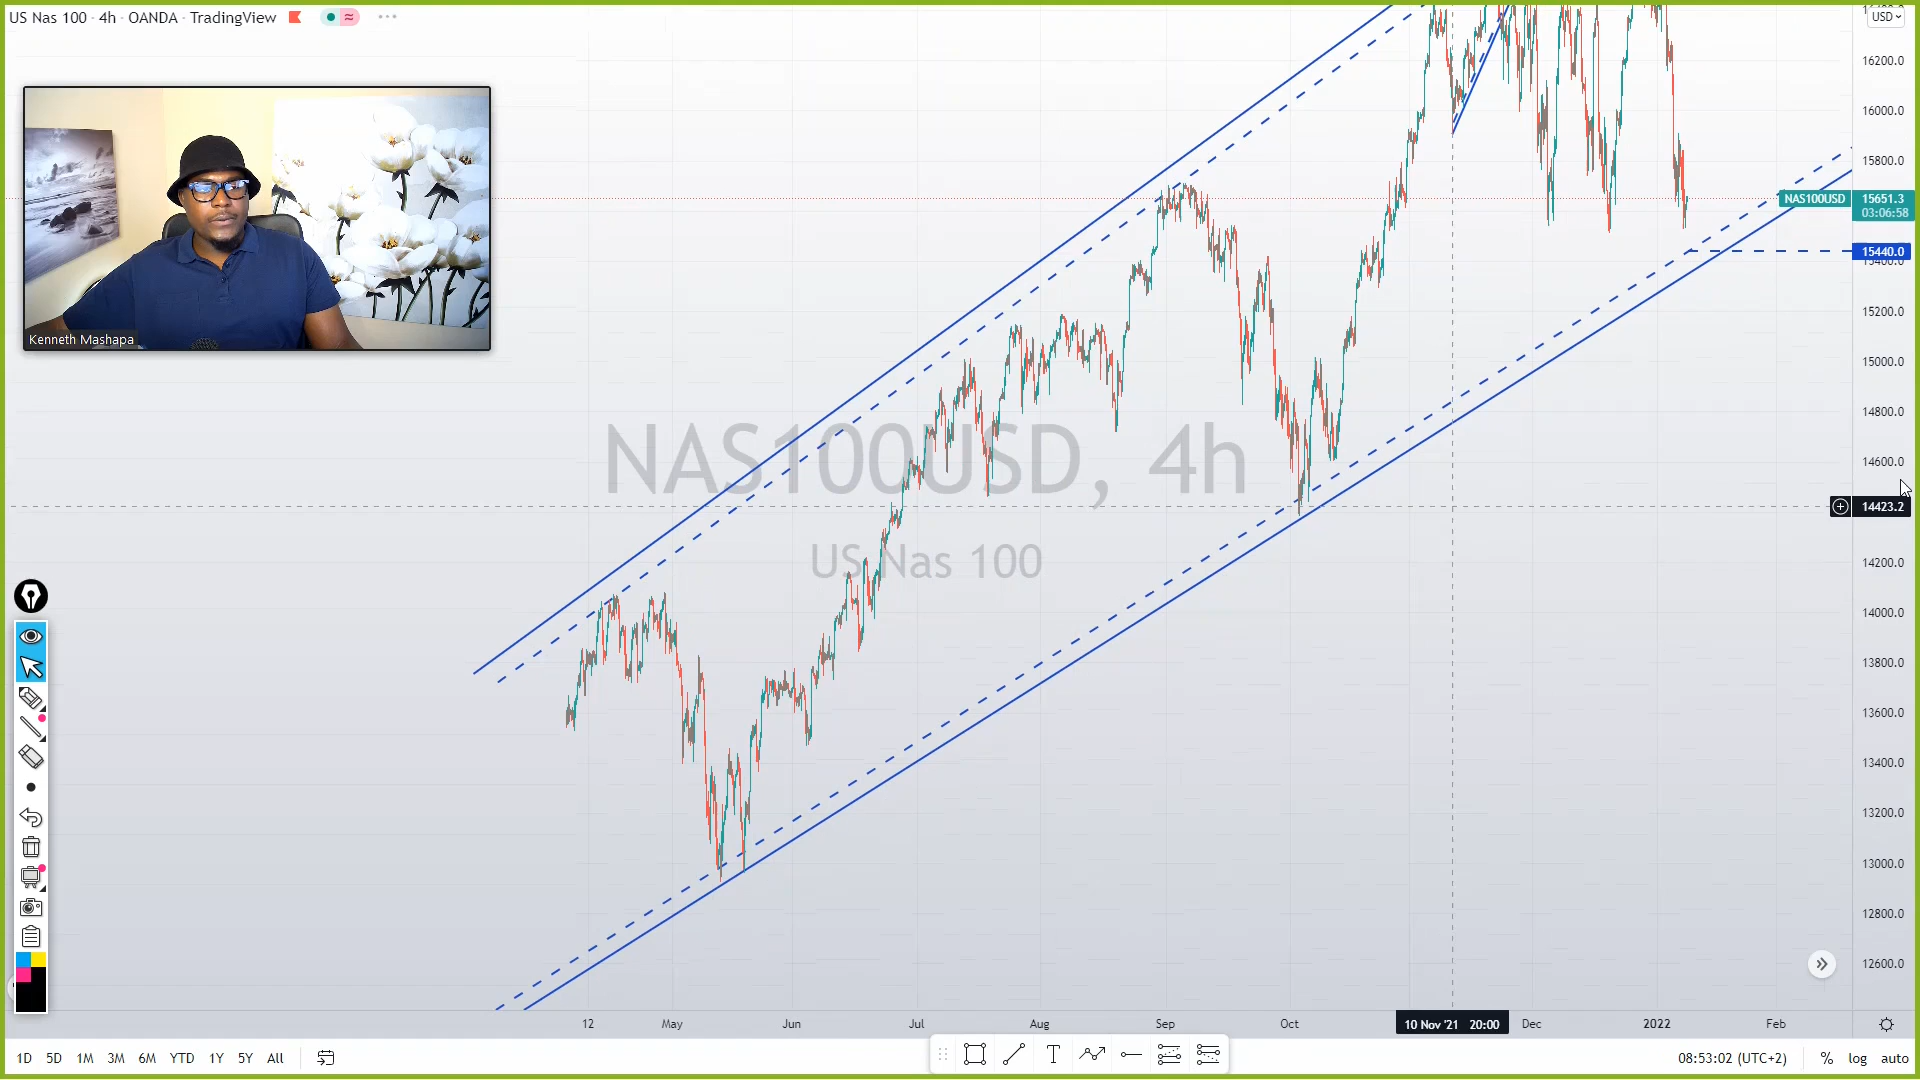 US Nas 100 · 4h · OANDA · TradingView
USD
16200.0
16000.0
15800.0
NAS100USD 15651.3
03:06:58
15440.0
15400.0
15200.0
15000.0
14800.0
14600.0
14423.2
14200.0
14000.0
13800.0
13600.0
13400.0
13200.0
13000.0
12800.0
12600.0
Kenneth Mashapa
NAS100USD, 4h
US Nas 100
12 May Jun Jul Aug Sep Oct 10 Nov '21 20:00 Dec 2022 Feb
1D 5D 1M 3M 6M YTD 1Y 5Y All
08:53:02 (UTC+2) % log auto